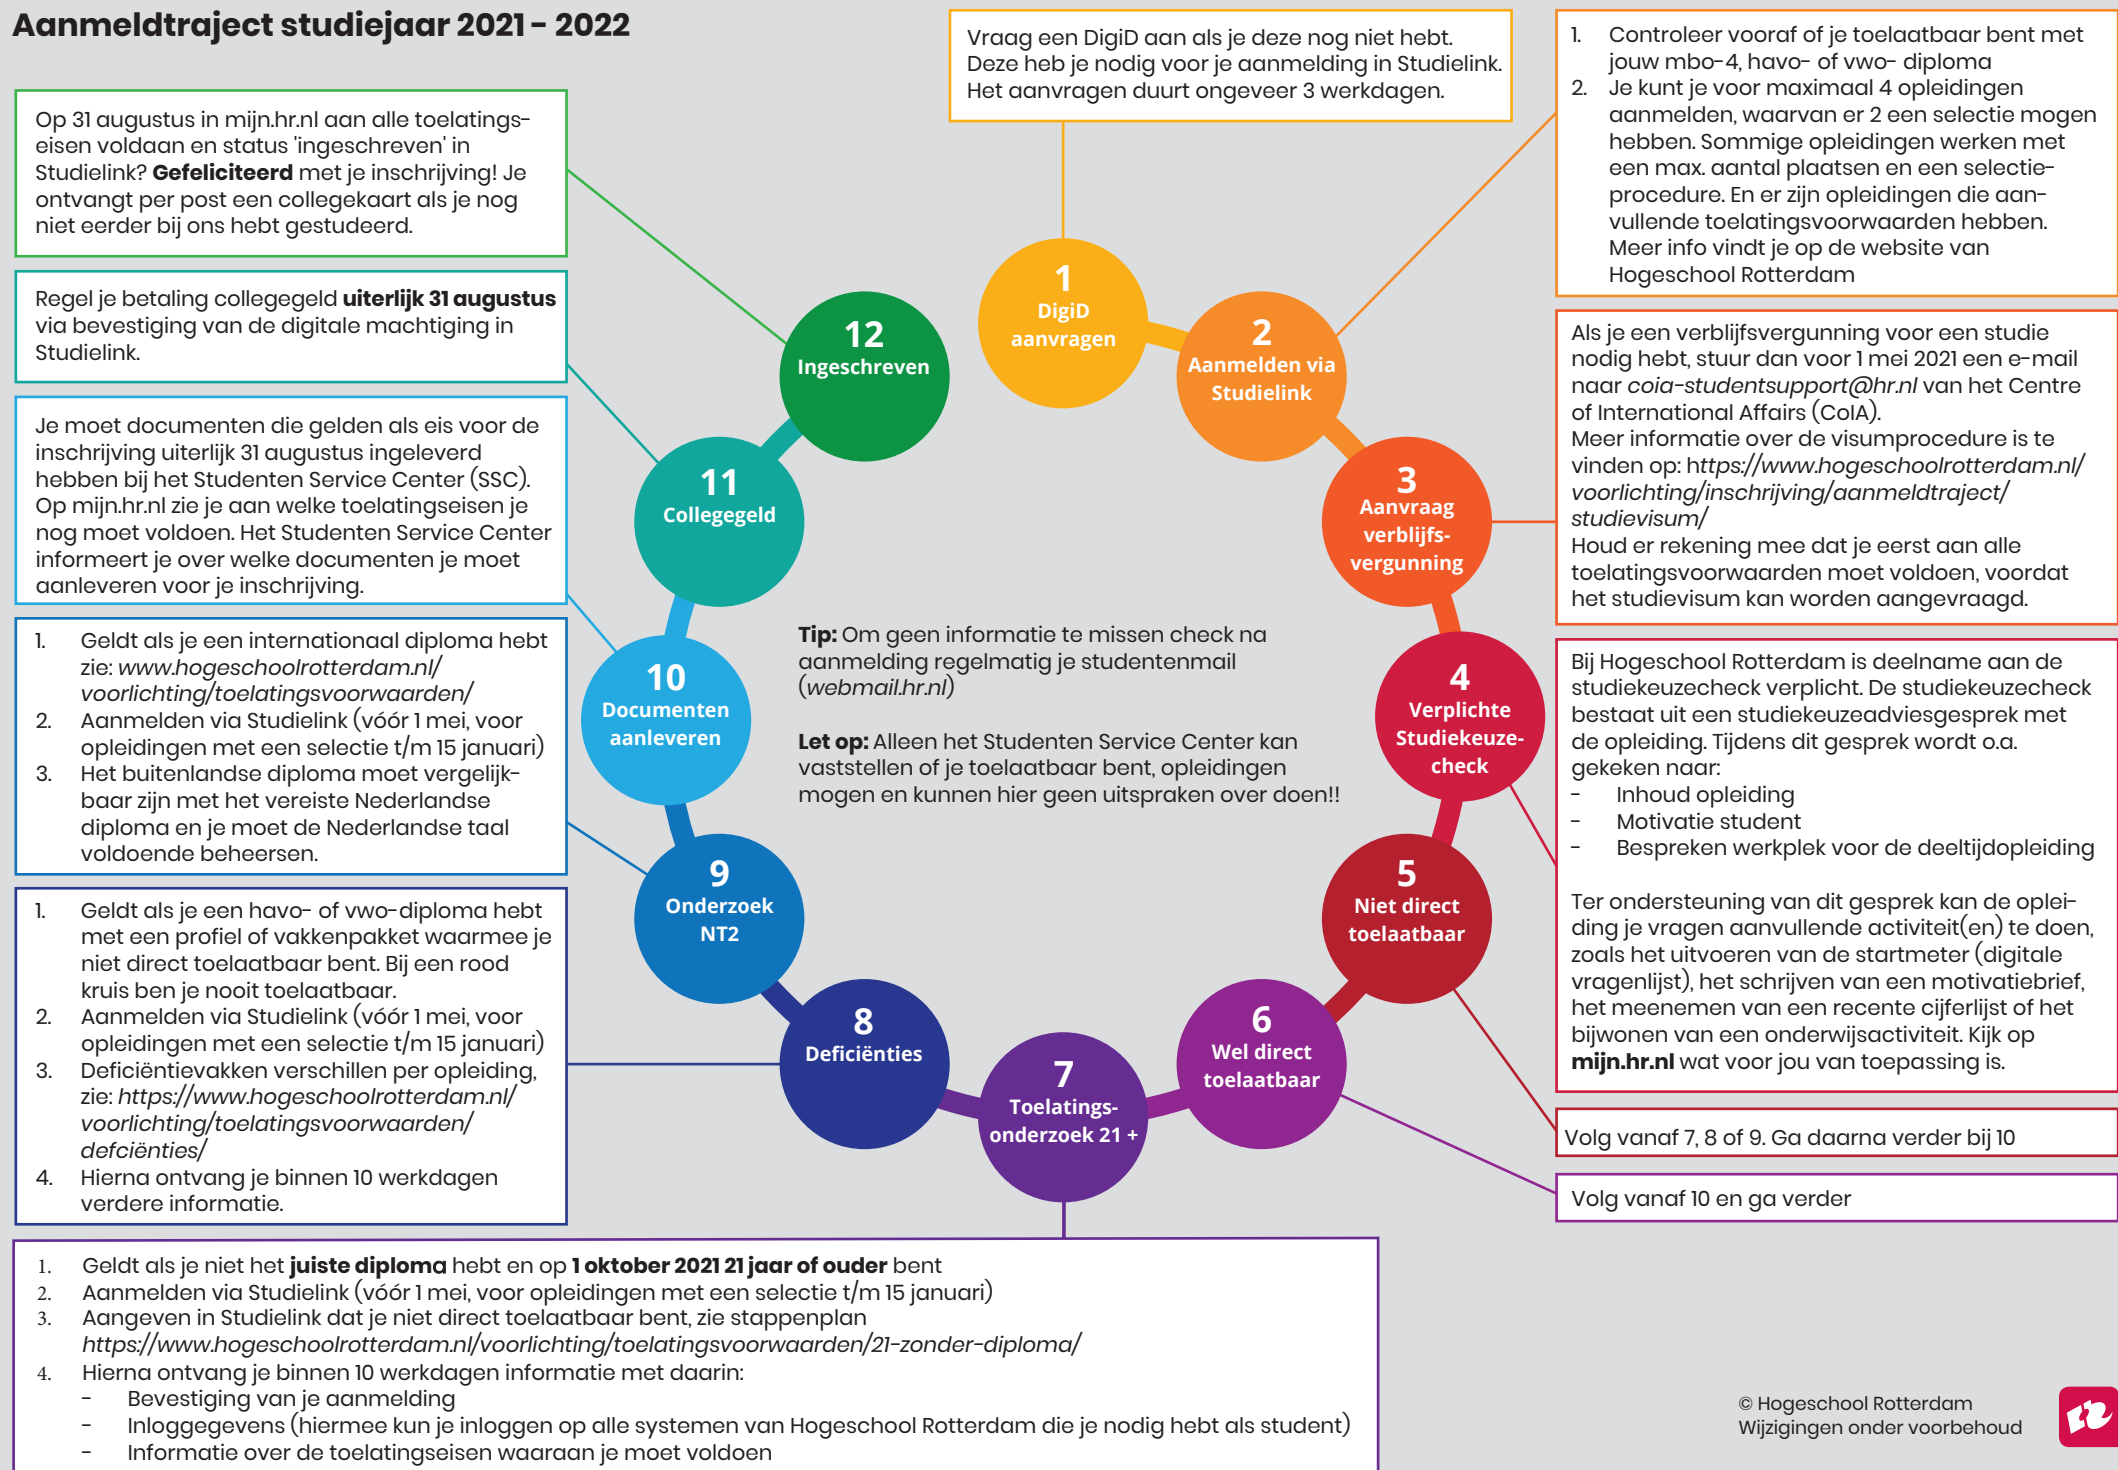 Aanmeldtraject studiejaar 2021 - 2022
Vraag een DigiD aan als je deze nog niet hebt.
Deze heb je nodig voor je aanmelding in Studielink.
Het aanvragen duurt ongeveer 3 werkdagen.
1. Controleer vooraf of je toelaatbaar bent met
jouw mbo-4, havo- of vwo- diploma
2. Je kunt je voor maximaal 4 opleidingen
aanmelden, waarvan er 2 een selectie mogen
hebben. Sommige opleidingen werken met
een max. aantal plaatsen en een selectie-
procedure. En er zijn opleidingen die aan-
vullende toelatingsvoorwaarden hebben.
Meer info vindt je op de website van
Hogeschool Rotterdam
Als je een verblijfsvergunning voor een studie
nodig hebt, stuur dan voor 1 mei 2021 een e-mail
naar coia-studentsupport@hr.nl van het Centre
of International Affairs (CoIA).
Meer informatie over de visumprocedure is te
vinden op: https://www.hogeschoolrotterdam.nl/
voorlichting/inschrijving/aanmeldtraject/
studievisum/
Houd er rekening mee dat je eerst aan alle
toelatingsvoorwaarden moet voldoen, voordat
het studievisum kan worden aangevraagd.
Bij Hogeschool Rotterdam is deelname aan de
studiekeuzecheck verplicht. De studiekeuzecheck
bestaat uit een studiekeuzeadviesgesprek met
de opleiding. Tijdens dit gesprek wordt o.a.
gekeken naar:
- Inhoud opleiding
- Motivatie student
- Bespreken werkplek voor de deeltijdopleiding
Ter ondersteuning van dit gesprek kan de oplei-
ding je vragen aanvullende activiteit(en) te doen,
zoals het uitvoeren van de startmeter (digitale
vragenlijst), het schrijven van een motivatiebrief,
het meenemen van een recente cijferlijst of het
bijwonen van een onderwijsactiviteit. Kijk op
mijn.hr.nl wat voor jou van toepassing is.
Volg vanaf 7, 8 of 9. Ga daarna verder bij 10
Volg vanaf 10 en ga verder
1. Geldt als je niet het juiste diploma hebt en op 1 oktober 2021 21 jaar of ouder bent
2. Aanmelden via Studielink (vóór 1 mei, voor opleidingen met een selectie t/m 15 januari)
3. Aangeven in Studielink dat je niet direct toelaatbaar bent, zie stappenplan
https://www.hogeschoolrotterdam.nl/voorlichting/toelatingsvoorwaarden/21-zonder-diploma/
4. Hierna ontvang je binnen 10 werkdagen informatie met daarin:
- Bevestiging van je aanmelding
- Inloggegevens (hiermee kun je inloggen op alle systemen van Hogeschool Rotterdam die je nodig hebt als student)
- Informatie over de toelatingseisen waaraan je moet voldoen
1. Geldt als je een havo- of vwo-diploma hebt
met een profiel of vakkenpakket waarmee je
niet direct toelaatbaar bent. Bij een rood
kruis ben je nooit toelaatbaar.
2. Aanmelden via Studielink (vóór 1 mei, voor
opleidingen met een selectie t/m 15 januari)
3. Deficiëntievakken verschillen per opleiding,
zie: https://www.hogeschoolrotterdam.nl/
voorlichting/toelatingsvoorwaarden/
defciënties/
4. Hierna ontvang je binnen 10 werkdagen
verdere informatie.
1. Geldt als je een internationaal diploma hebt
zie: www.hogeschoolrotterdam.nl/
voorlichting/toelatingsvoorwaarden/
2. Aanmelden via Studielink (vóór 1 mei, voor
opleidingen met een selectie t/m 15 januari)
3. Het buitenlandse diploma moet vergelijk-
baar zijn met het vereiste Nederlandse
diploma en je moet de Nederlandse taal
voldoende beheersen.
Je moet documenten die gelden als eis voor de
inschrijving uiterlijk 31 augustus ingeleverd
hebben bij het Studenten Service Center (SSC).
Op mijn.hr.nl zie je aan welke toelatingseisen je
nog moet voldoen. Het Studenten Service Center
informeert je over welke documenten je moet
aanleveren voor je inschrijving.
Regel je betaling collegegeld uiterlijk 31 augustus
via bevestiging van de digitale machtiging in
Studielink.
Op 31 augustus in mijn.hr.nl aan alle toelatings-
eisen voldaan en status 'ingeschreven' in
Studielink? Gefeliciteerd met je inschrijving! Je
ontvangt per post een collegekaart als je nog
niet eerder bij ons hebt gestudeerd.
1
DigiD
aanvragen
2
Aanmelden via
Studielink
3
Aanvraag
verblijfs-
vergunning
4
Verplichte
Studiekeuze-
check
5
Niet direct
toelaatbaar
6
Wel direct
toelaatbaar
7
Toelatings-
onderzoek 21 +
8
Deficiënties
9
Onderzoek
NT2
10
Documenten
aanleveren
11
Collegegeld
12
Ingeschreven
Tip: Om geen informatie te missen check na
aanmelding regelmatig je studentenmail
(webmail.hr.nl)
Let op: Alleen het Studenten Service Center kan
vaststellen of je toelaatbaar bent, opleidingen
mogen en kunnen hier geen uitspraken over doen!!
© Hogeschool Rotterdam
Wijzigingen onder voorbehoud